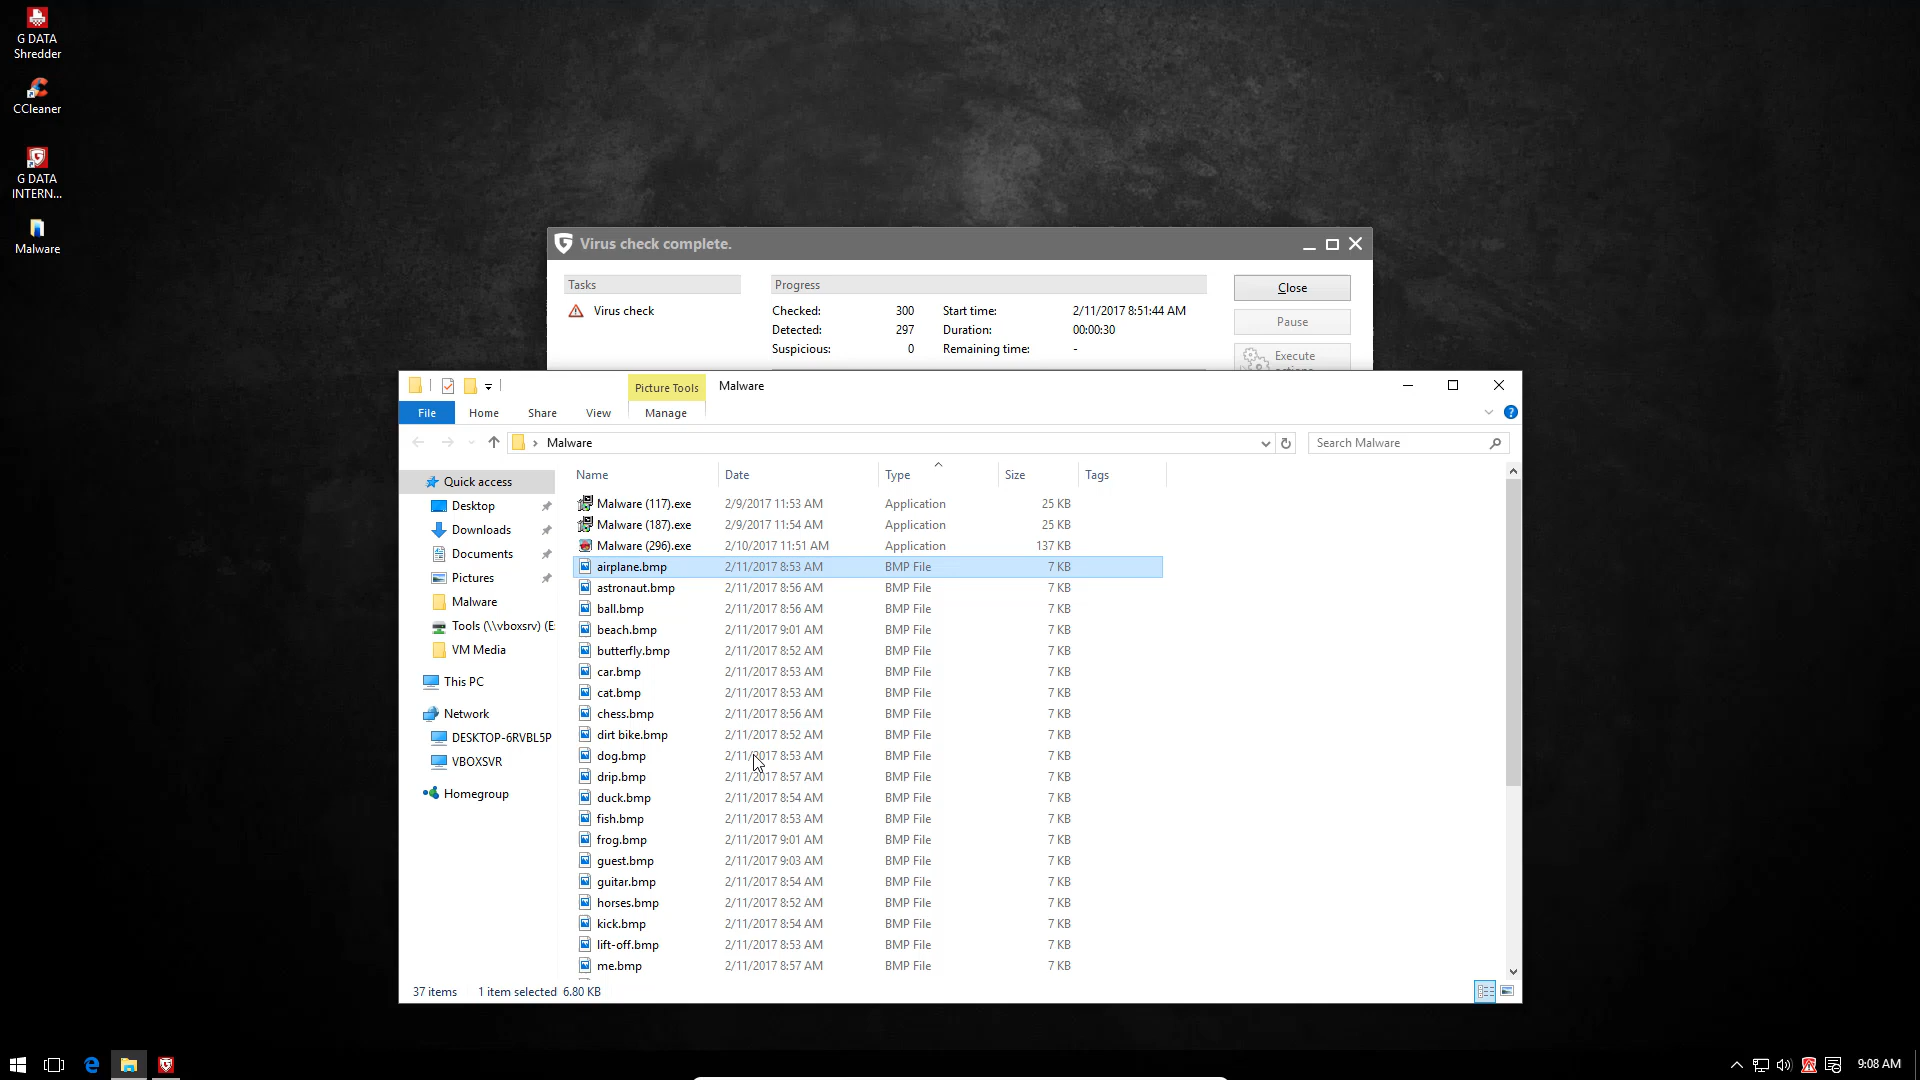 G DATA
Shredder
CCleaner
G DATA
INTERN...
Malware
Virus check complete.
Tasks
Progress
Close
Virus check
Checked: 300 Start time: 2/11/2017 8:51:44 AM
Detected: 297 Duration: 00:00:30
Pause
Suspicious: 0 Remaining time: -
Execute
actions
Picture Tools Malware
File Home Share View Manage
Malware
Search Malware
Quick access
Desktop
Downloads
Documents
Pictures
Malware
Tools (\\vboxsrv) (E:
VM Media
This PC
Network
DESKTOP-6RVBL5P
VBOXSVR
Homegroup
Name Date Type Size Tags
Malware (117).exe 2/9/2017 11:53 AM Application 25 KB
Malware (187).exe 2/9/2017 11:54 AM Application 25 KB
Malware (296).exe 2/10/2017 11:51 AM Application 137 KB
airplane.bmp 2/11/2017 8:53 AM BMP File 7 KB
astronaut.bmp 2/11/2017 8:56 AM BMP File 7 KB
ball.bmp 2/11/2017 8:56 AM BMP File 7 KB
beach.bmp 2/11/2017 9:01 AM BMP File 7 KB
butterfly.bmp 2/11/2017 8:52 AM BMP File 7 KB
car.bmp 2/11/2017 8:53 AM BMP File 7 KB
cat.bmp 2/11/2017 8:53 AM BMP File 7 KB
chess.bmp 2/11/2017 8:56 AM BMP File 7 KB
dirt bike.bmp 2/11/2017 8:52 AM BMP File 7 KB
dog.bmp 2/11/2017 8:53 AM BMP File 7 KB
drip.bmp 2/11/2017 8:57 AM BMP File 7 KB
duck.bmp 2/11/2017 8:54 AM BMP File 7 KB
fish.bmp 2/11/2017 8:53 AM BMP File 7 KB
frog.bmp 2/11/2017 9:01 AM BMP File 7 KB
guest.bmp 2/11/2017 9:03 AM BMP File 7 KB
guitar.bmp 2/11/2017 8:54 AM BMP File 7 KB
horses.bmp 2/11/2017 8:52 AM BMP File 7 KB
kick.bmp 2/11/2017 8:54 AM BMP File 7 KB
lift-off.bmp 2/11/2017 8:53 AM BMP File 7 KB
me.bmp 2/11/2017 8:57 AM BMP File 7 KB
37 items 1 item selected 6.80 KB
9:08 AM